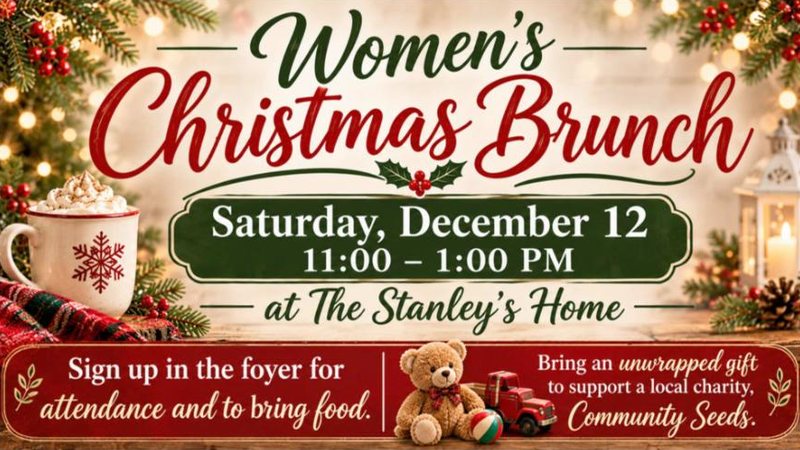 Women's
Christmas Brunch
Saturday, December 12
11:00 – 1:00 PM
at The Stanley's Home
Sign up in the foyer for
attendance and to bring food.
Bring an unwrapped gift
to support a local charity,
Community Seeds.